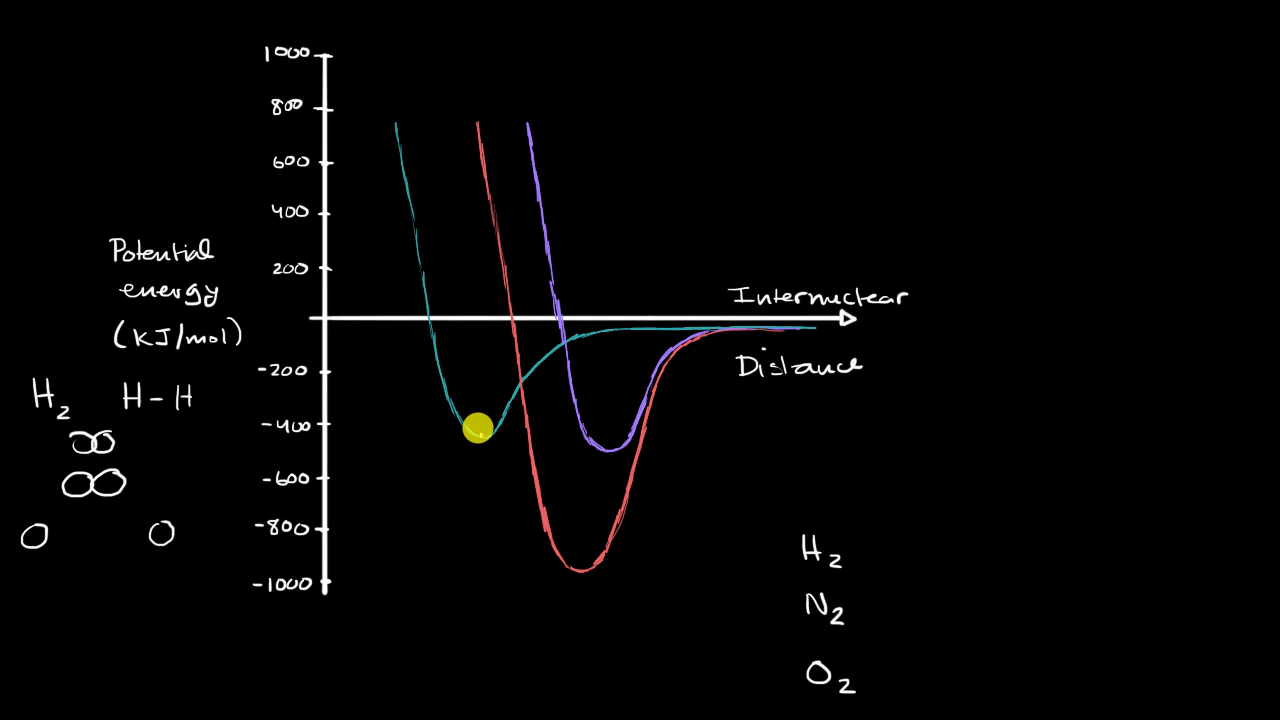 1000
800
600
400
200
-200
-400
-600
-800
-1000
Potential
energy
(KJ/mol)
Internuclear
Distance
H2 H-H
H2
N2
O2